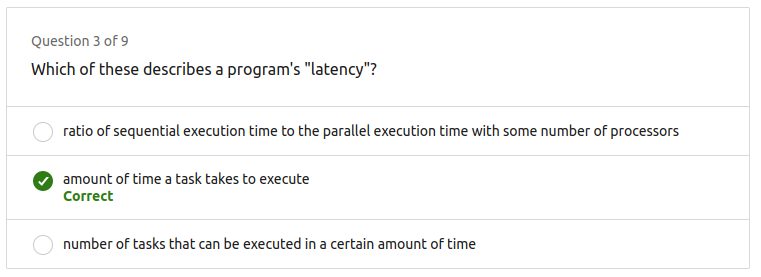 Question 3 of 9
Which of these describes a program's "latency"?
ratio of sequential execution time to the parallel execution time with some number of processors
amount of time a task takes to execute
Correct
number of tasks that can be executed in a certain amount of time